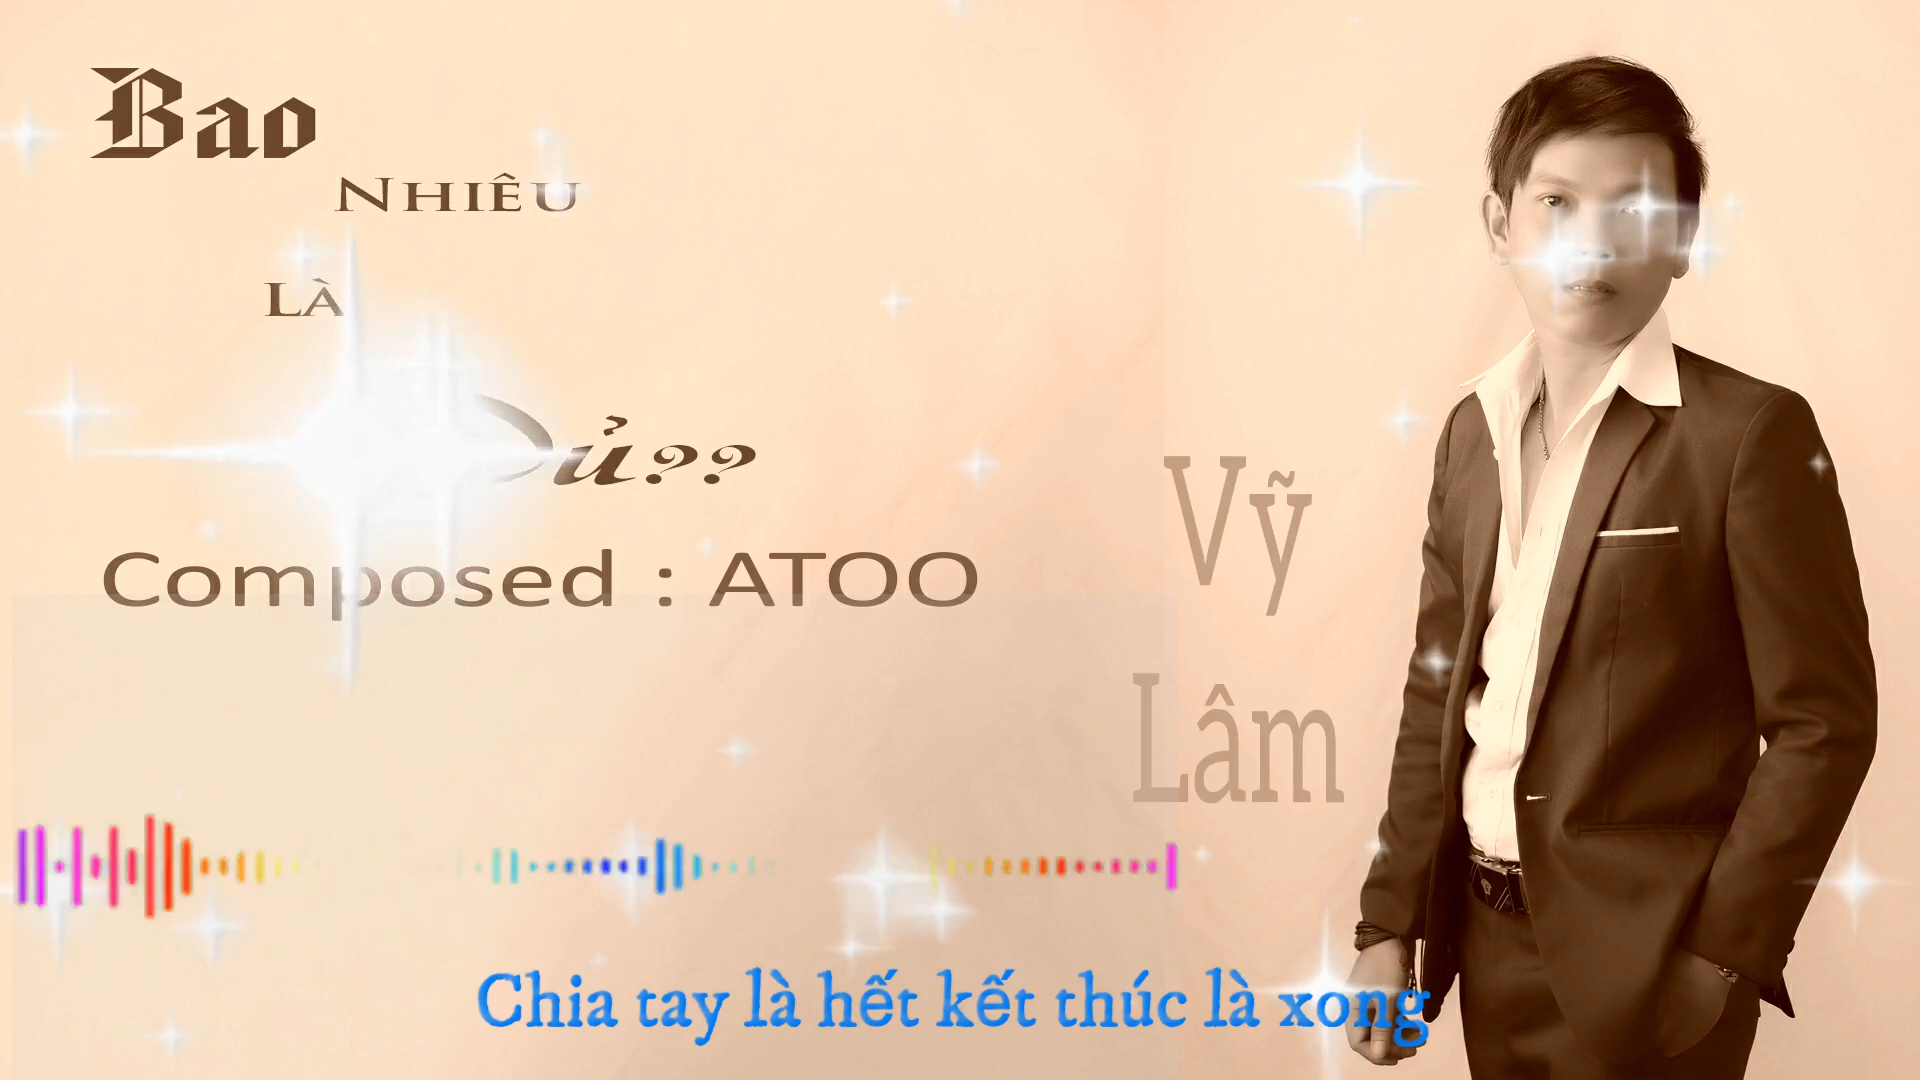 Bao
Nhiêu
Là
Đủ??
Composed : ATOO
Vỹ
Lâm
Chia tay là hết kết thúc là xong